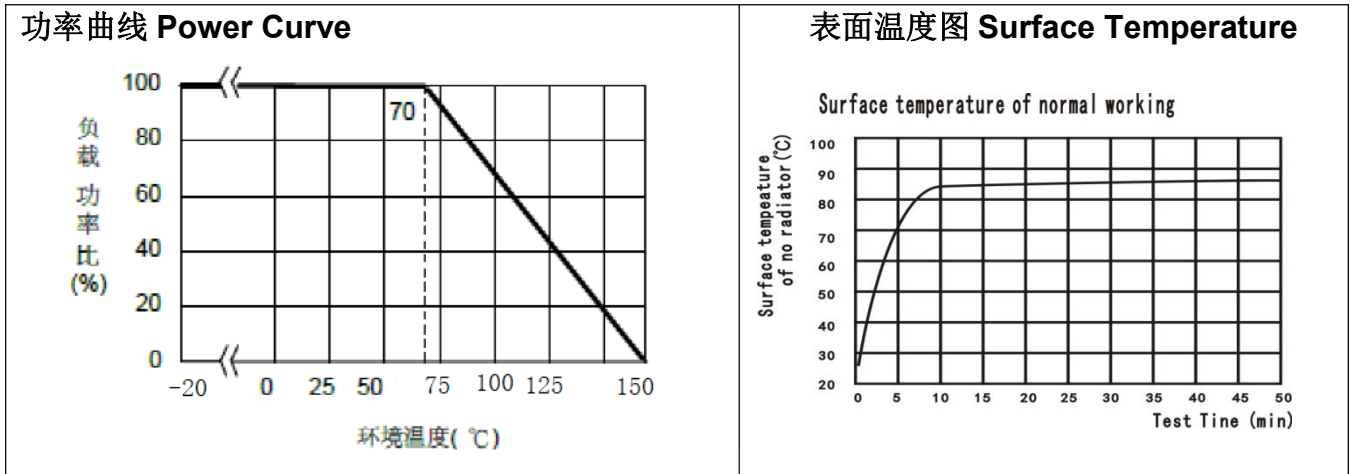 功率曲线 Power Curve
100
80
60
40
20
0
负
载
功
率
比
(%)
70
-20 0 25 50 75 100 125 150
环境温度( ℃)
表面温度图 Surface Temperature
Surface temperature of normal working
Surface tempeature
of no radiator(℃)
100
90
80
70
60
50
40
30
20
0 5 10 15 20 25 30 35 40 45 50
Test Tine (min)